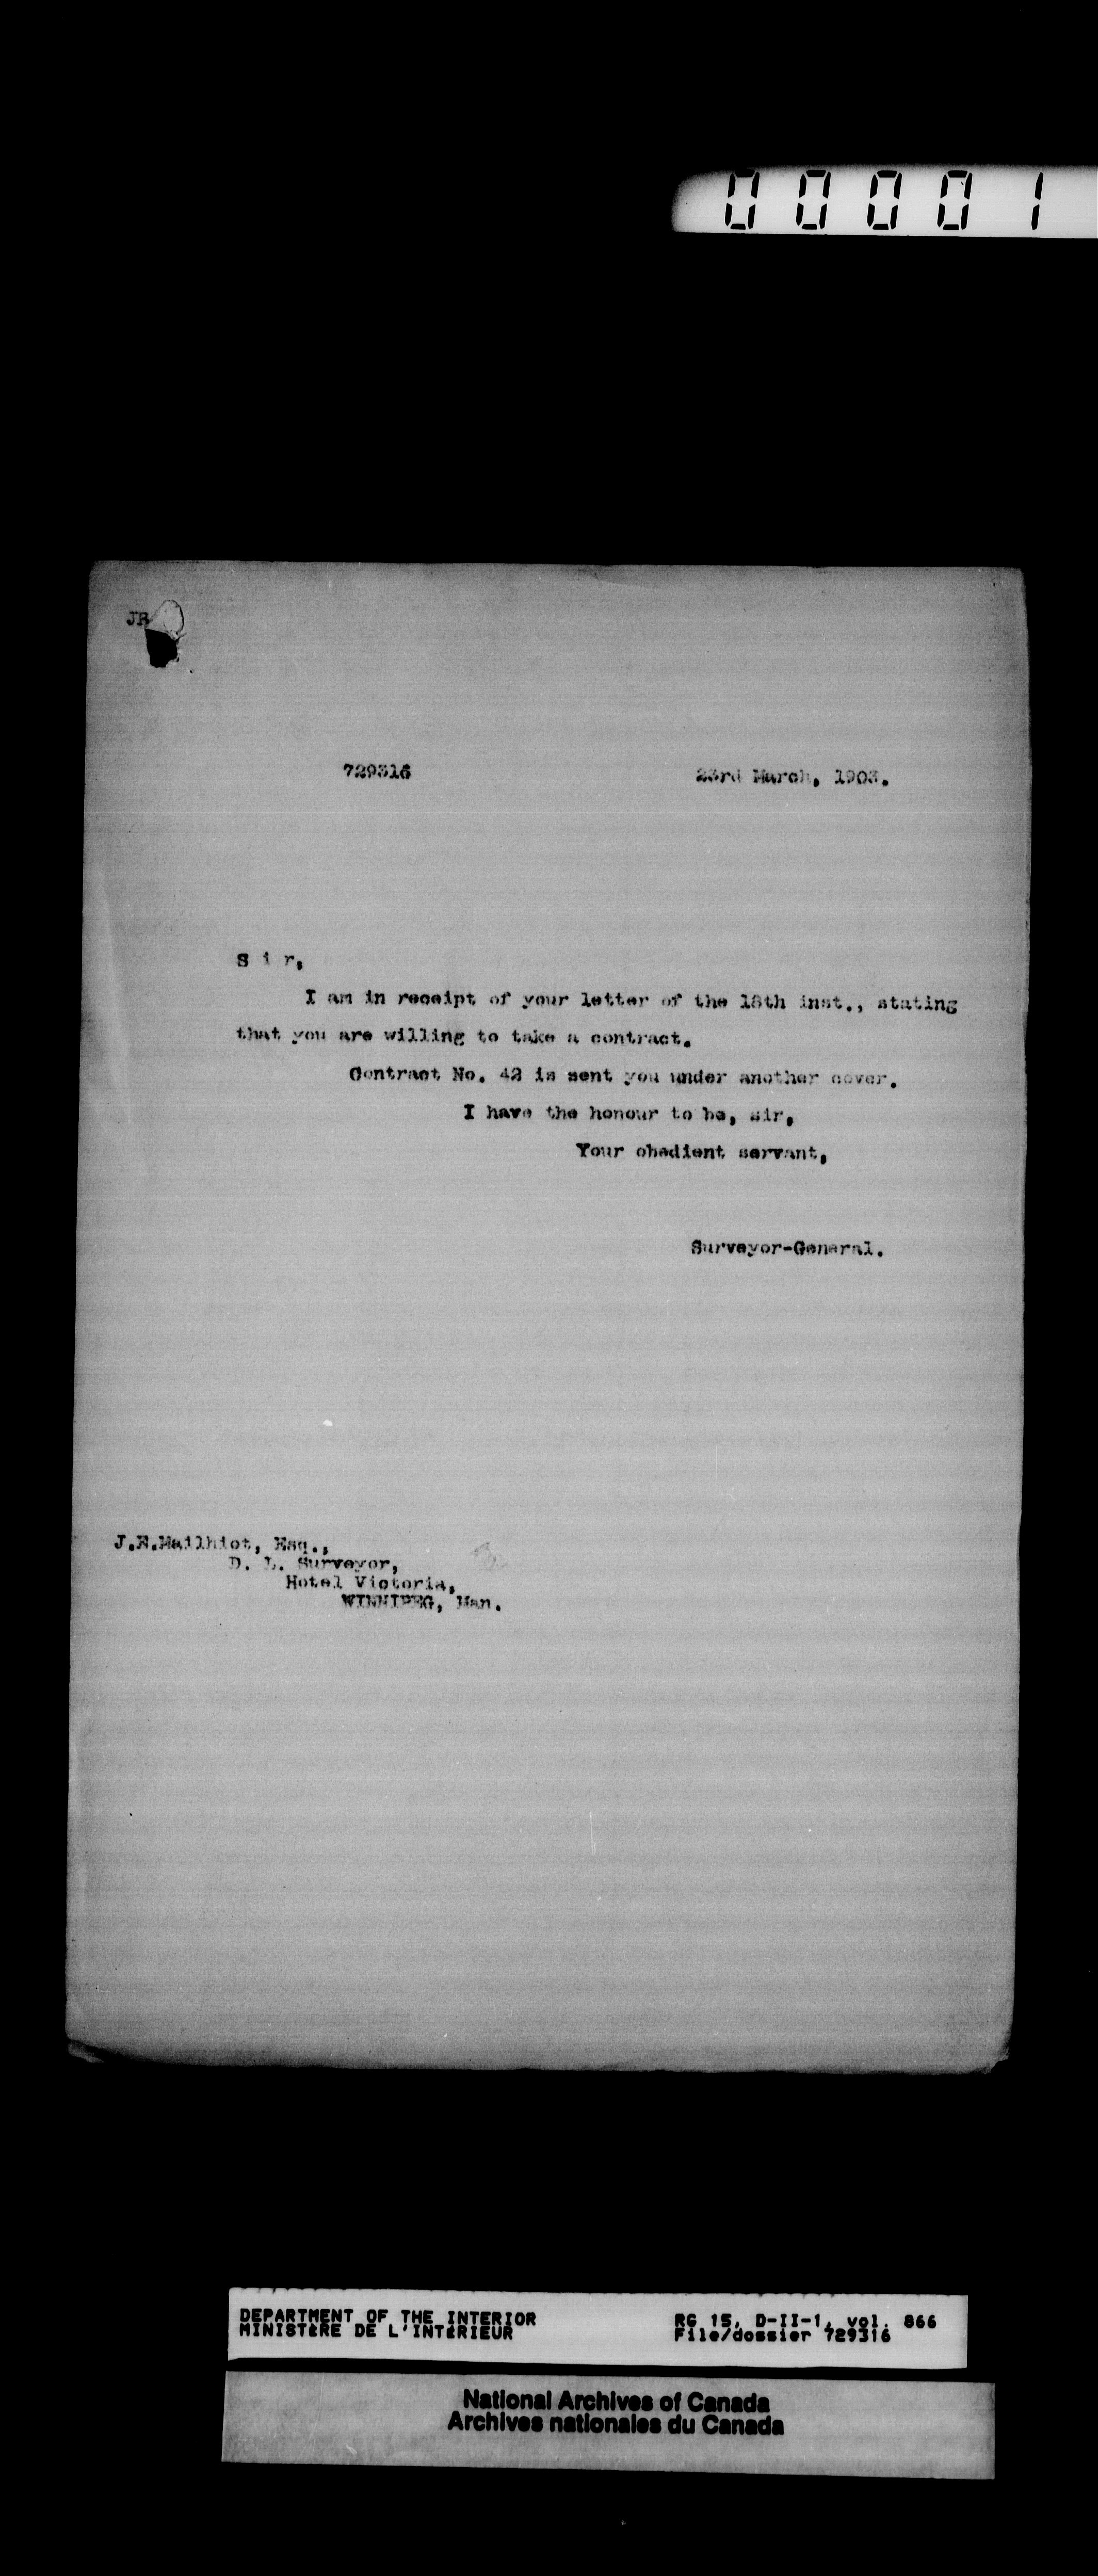 00001
JR
729316
23rd March, 1903.
S i r,
I am in receipt of your letter of the 18th inst., stating
that you are willing to take a contract.
Contract No. 42 is sent you under another cover.
I have the honour to be, sir,
Your obedient servant,
Surveyor-General.
J.E.Mailhiot, Esq.,
D. L. Surveyor,
Hotel Victoria,
WINNIPEG, Man.
DEPARTMENT OF THE INTERIOR
MINISTÈRE DE L'INTÉRIEUR
RG 15, D-II-1, vol. 866
File/dossier 729316
National Archives of Canada
Archives nationales du Canada